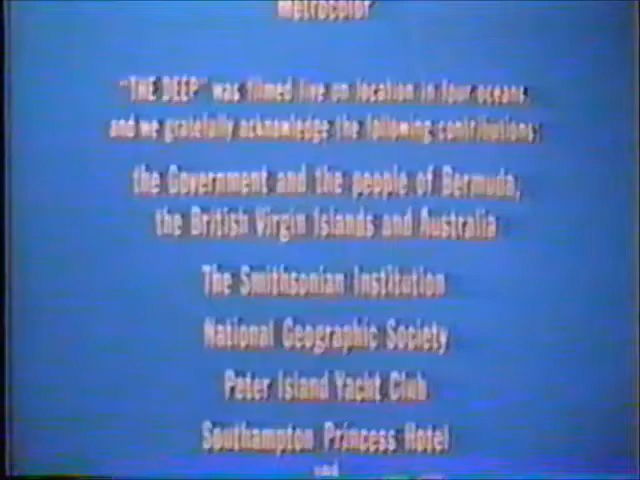 Metrocolor
"THE DEEP" was filmed live on location in four oceans
and we gratefully acknowledge the following contributions:
the Government and the people of Bermuda,
the British Virgin Islands and Australia
The Smithsonian Institution
National Geographic Society
Peter Island Yacht Club
Southampton Princess Hotel
and